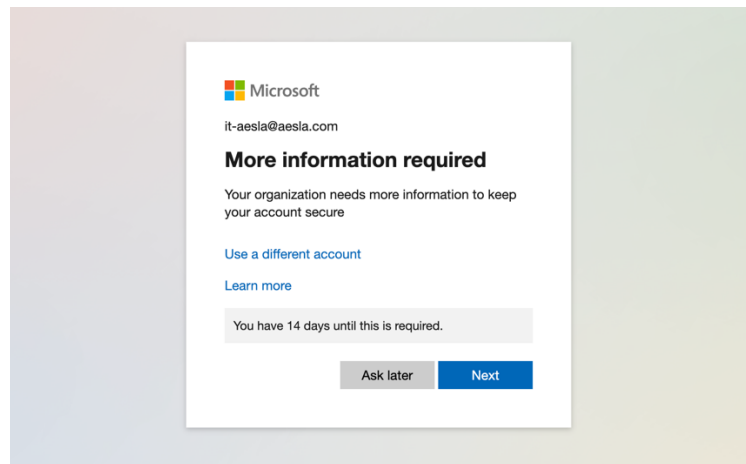 Microsoft
it-aesla@aesla.com
More information required
Your organization needs more information to keep
your account secure
Use a different account
Learn more
You have 14 days until this is required.
Ask later Next